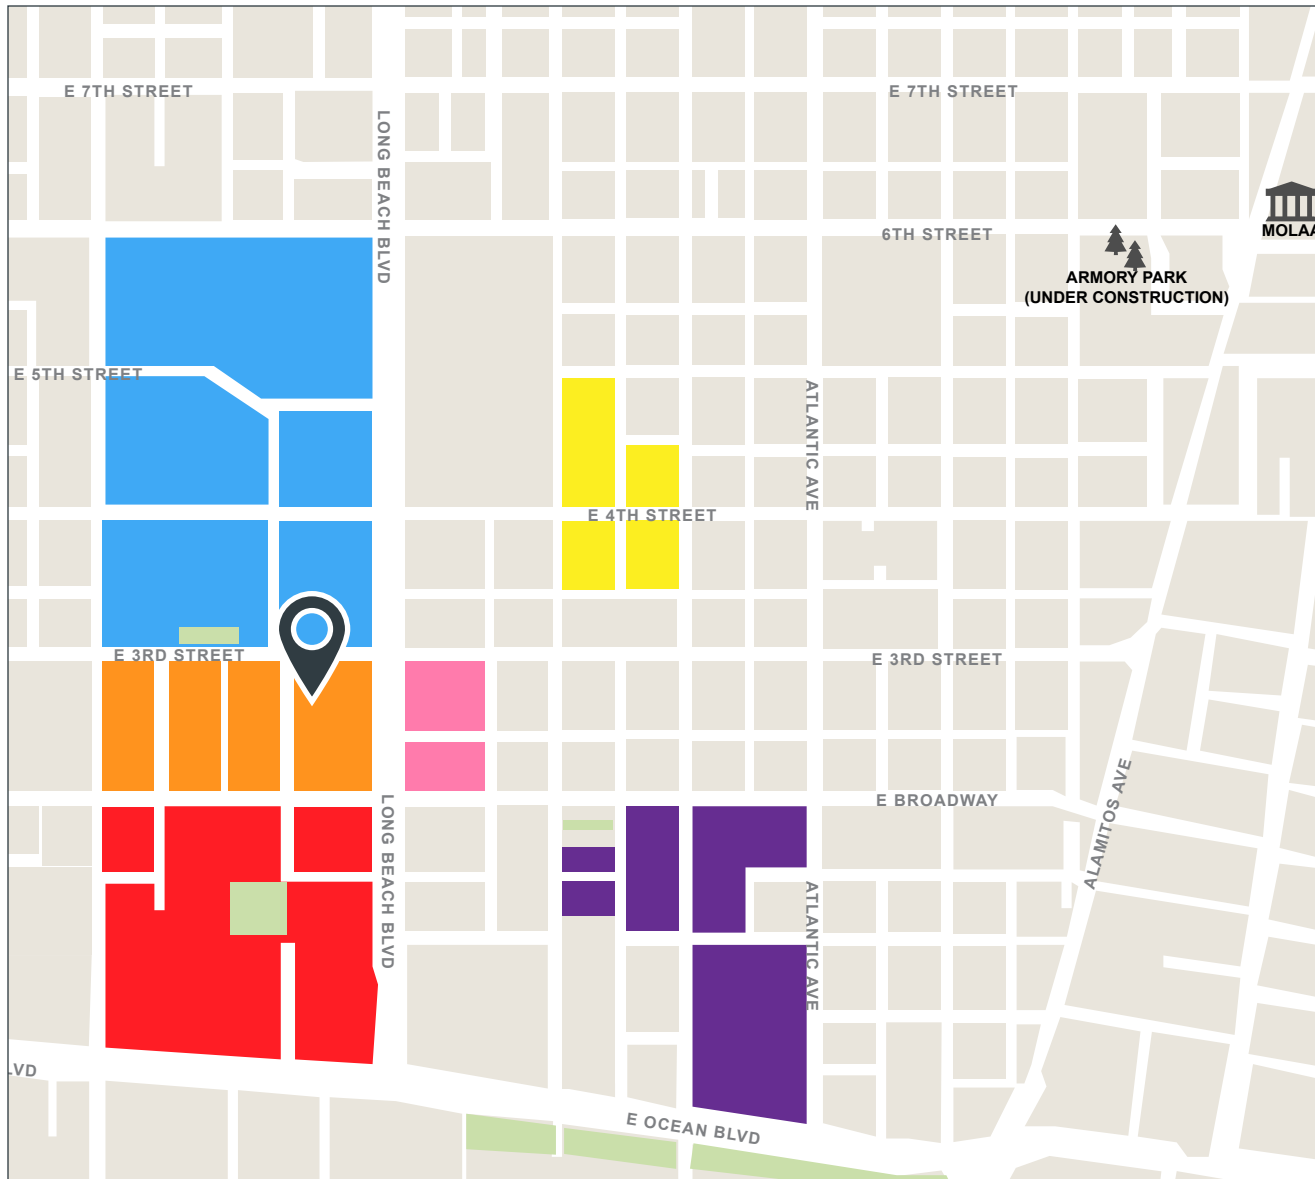 E 7TH STREET
E 7TH STREET
LONG BEACH BLVD
6TH STREET
MOLAA
ARMORY PARK
(UNDER CONSTRUCTION)
E 5TH STREET
ATLANTIC AVE
E 4TH STREET
E 3RD STREET
E 3RD STREET
E BROADWAY
ALAMITOS AVE
LONG BEACH BLVD
ATLANTIC AVE
LVD
E OCEAN BLVD